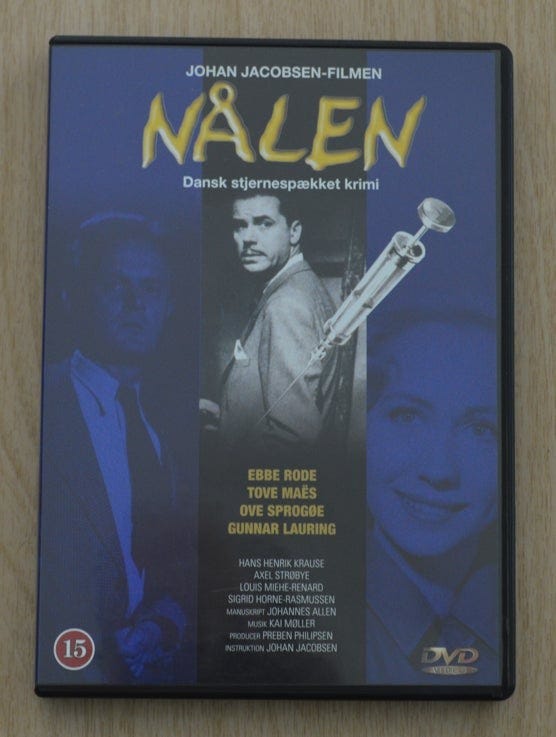 JOHAN JACOBSEN-FILMEN
NÅLEN
Dansk stjernespækket krimi
EBBE RODE
TOVE MAËS
OVE SPROGØE
GUNNAR LAURING
HANS HENRIK KRAUSE
AXEL STRØBYE
LOUIS MIEHE-RENARD
SIGRID HORNE-RASMUSSEN
MANUSKRIPT JOHANNES ALLEN
MUSIK KAI MØLLER
PRODUCER PREBEN PHILIPSEN
INSTRUKTION JOHAN JACOBSEN
15
DVD
VIDEO